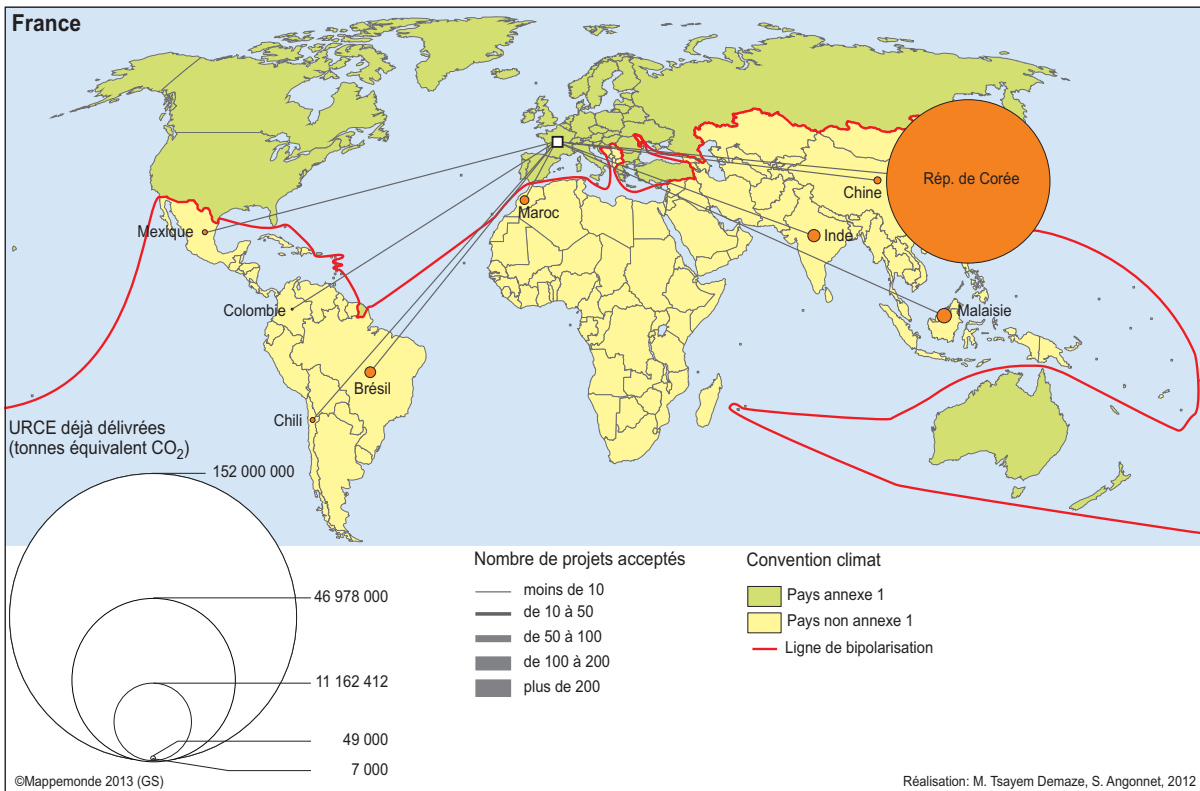 France
Rép. de Corée
Chine
Maroc
Mexique
Inde
Colombie
Malaisie
Brésil
Chili
URCE déjà délivrées
(tonnes équivalent CO₂)
152 000 000
46 978 000
11 162 412
49 000
7 000
Nombre de projets acceptés
moins de 10
de 10 à 50
de 50 à 100
de 100 à 200
plus de 200
Convention climat
Pays annexe 1
Pays non annexe 1
Ligne de bipolarisation
©Mappemonde 2013 (GS)
Réalisation: M. Tsayem Demaze, S. Angonnet, 2012